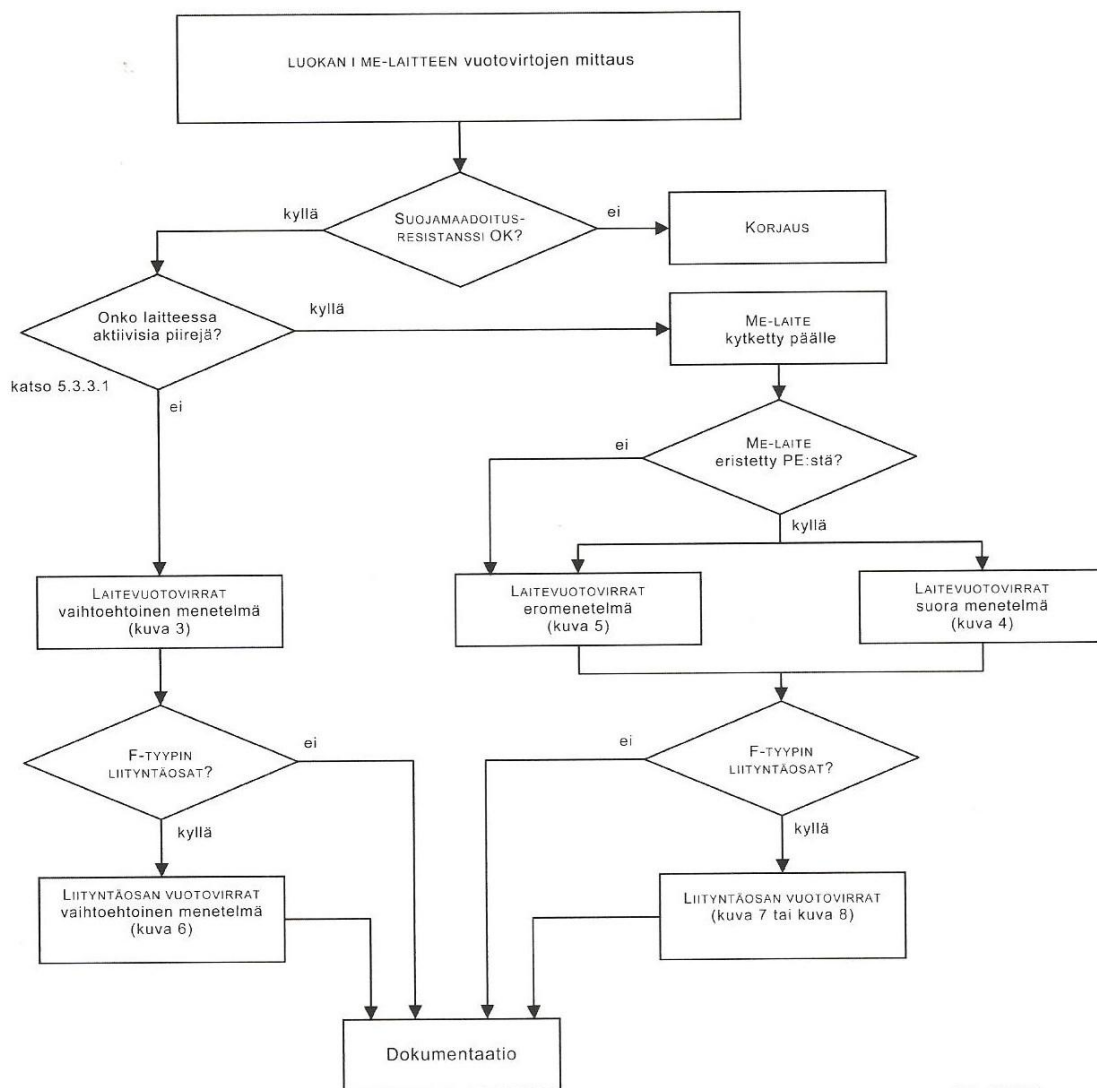 LUOKAN I ME-LAITTEEN vuotovirtojen mittaus
kyllä
SUOJAMAADOITUS-
RESISTANSSI OK?
ei
KORJAUS
Onko laitteessa
aktiivisia piirejä?
kyllä
ME-LAITE
kytketty päälle
katso 5.3.3.1
ei
ei
ME-LAITE
eristetty PE:stä?
kyllä
LAITEVUOTOVIRRAT
vaihtoehtoinen menetelmä
(kuva 3)
LAITEVUOTOVIRRAT
eromenetelmä
(kuva 5)
LAITEVUOTOVIRRAT
suora menetelmä
(kuva 4)
F-TYYPIN
LIITYNTÄOSAT?
ei
ei
F-TYYPIN
LIITYNTÄOSAT?
kyllä
kyllä
LIITYNTÄOSAN VUOTOVIRRAT
vaihtoehtoinen menetelmä
(kuva 6)
LIITYNTÄOSAN VUOTOVIRRAT
(kuva 7 tai kuva 8)
Dokumentaatio